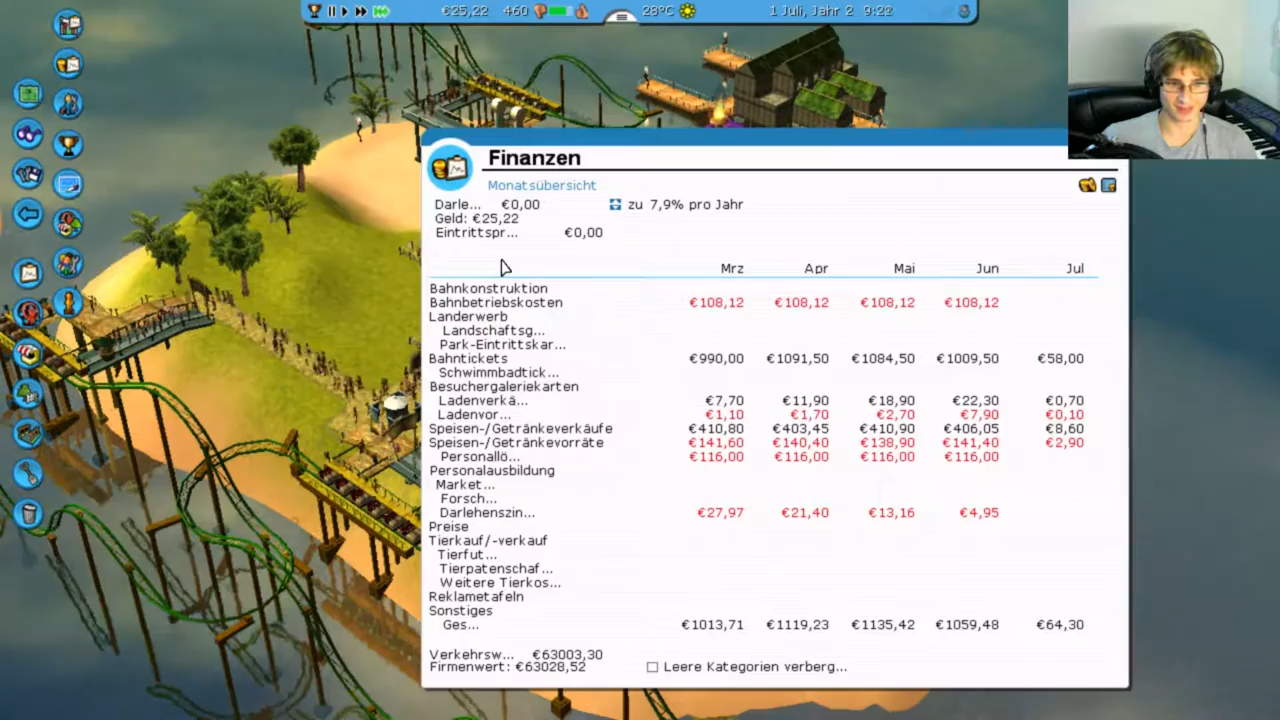 €25,22 460 28°C 1 Juli, Jahr 2 9:22
Finanzen
Monatsübersicht
Darle... €0,00 zu 7,9% pro Jahr
Geld: €25,22
Eintrittspr... €0,00
Mrz Apr Mai Jun Jul
Bahnkonstruktion
Bahnbetriebskosten €108,12 €108,12 €108,12 €108,12
Landerwerb
Landschaftsg...
Park-Eintrittskar...
Bahntickets €990,00 €1091,50 €1084,50 €1009,50 €58,00
Schwimmbadtick...
Besuchergaleriekarten
Ladenverkä... €7,70 €11,90 €18,90 €22,30 €0,70
Ladenvor... €1,10 €1,70 €2,70 €7,90 €0,10
Speisen-/Getränkeverkäufe €410,80 €403,45 €410,90 €406,05 €8,60
Speisen-/Getränkevorräte €141,60 €140,40 €138,90 €141,40 €2,90
Personallö... €116,00 €116,00 €116,00 €116,00
Personalausbildung
Market...
Forsch...
Darlehenszin... €27,97 €21,40 €13,16 €4,95
Preise
Tierkauf/-verkauf
Tierfut...
Tierpatenschaf...
Weitere Tierkos...
Reklametafeln
Sonstiges
Ges... €1013,71 €1119,23 €1135,42 €1059,48 €64,30
Verkehrsw... €63003,30
Firmenwert: €63028,52 Leere Kategorien verberg...